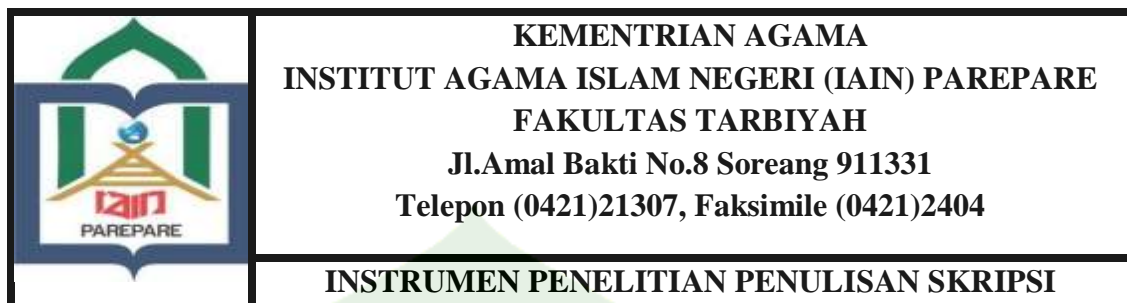 KEMENTRIAN AGAMA
INSTITUT AGAMA ISLAM NEGERI (IAIN) PAREPARE
FAKULTAS TARBIYAH
Jl.Amal Bakti No.8 Soreang 911331
Telepon (0421)21307, Faksimile (0421)2404
iain
PAREPARE
INSTRUMEN PENELITIAN PENULISAN SKRIPSI